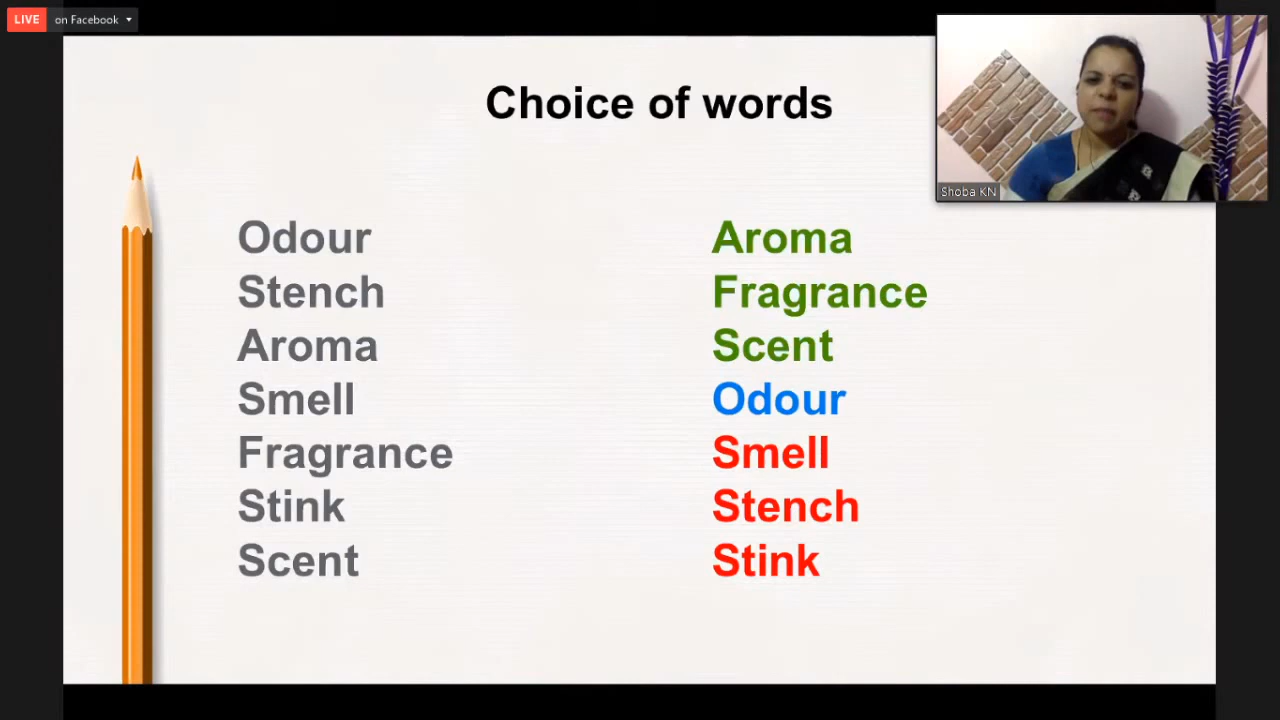 LIVE on Facebook
Choice of words
Shoba KN
Odour
Stench
Aroma
Smell
Fragrance
Stink
Scent
Aroma
Fragrance
Scent
Odour
Smell
Stench
Stink